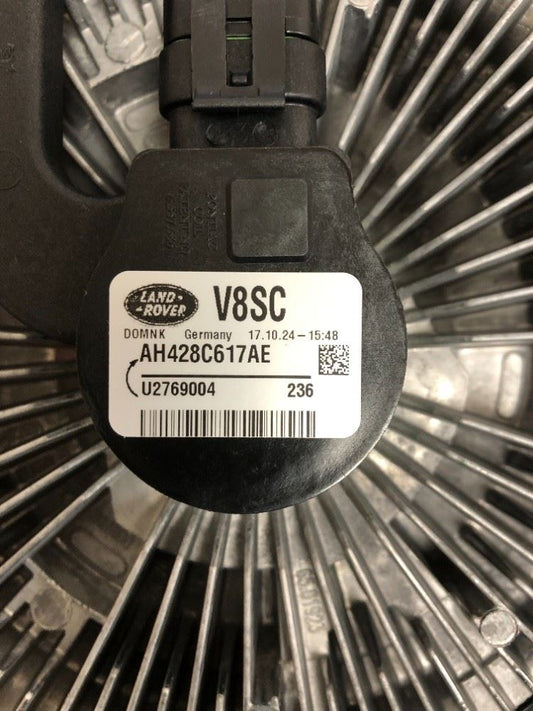 LAND-
-ROVER
V8SC
DOMNK Germany 17.10.24-15:48
AH428C617AE
U2769004 236